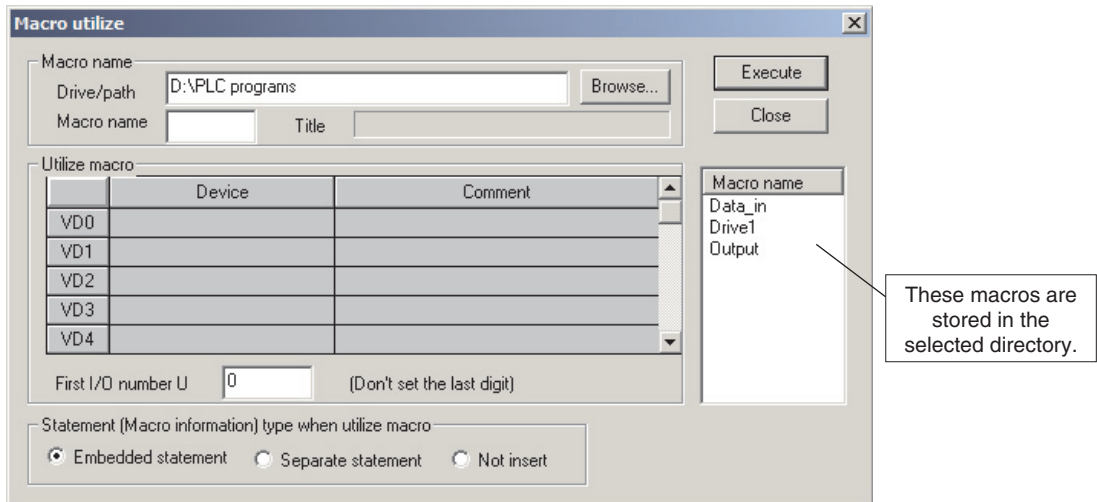 Macro utilize
Macro name
Drive/path D:\PLC programs Browse...
Macro name Title
Execute
Close
Utilize macro
Device Comment
VD0
VD1
VD2
VD3
VD4
First I/O number U 0 (Don't set the last digit)
Macro name
Data_in
Drive1
Output
These macros are
stored in the
selected directory.
Statement (Macro information) type when utilize macro
Embedded statement Separate statement Not insert